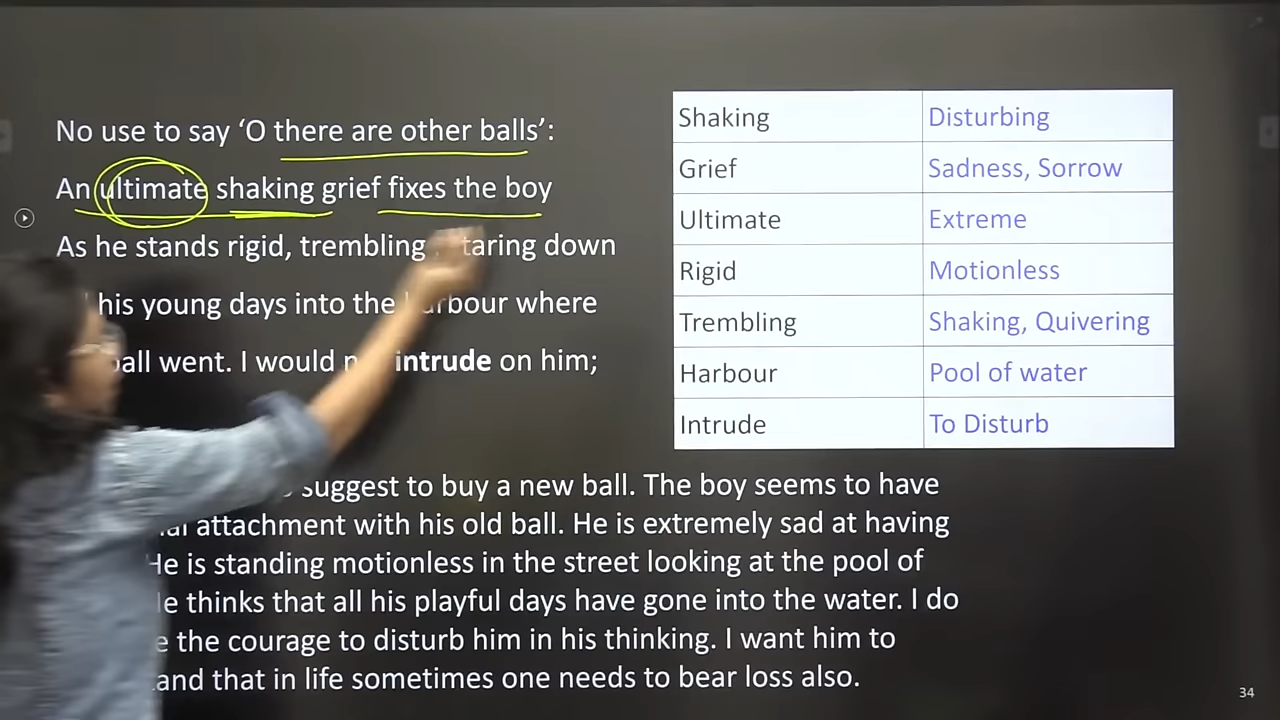 No use to say ‘O there are other balls’:
An ultimate shaking grief fixes the boy
As he stands rigid, trembling taring down
his young days into the harbour where
ball went. I would intrude on him;
Shaking Disturbing
Grief Sadness, Sorrow
Ultimate Extreme
Rigid Motionless
Trembling Shaking, Quivering
Harbour Pool of water
Intrude To Disturb
suggest to buy a new ball. The boy seems to have
attachment with his old ball. He is extremely sad at having
He is standing motionless in the street looking at the pool of
thinks that all his playful days have gone into the water. I do
the courage to disturb him in his thinking. I want him to
and that in life sometimes one needs to bear loss also.
34